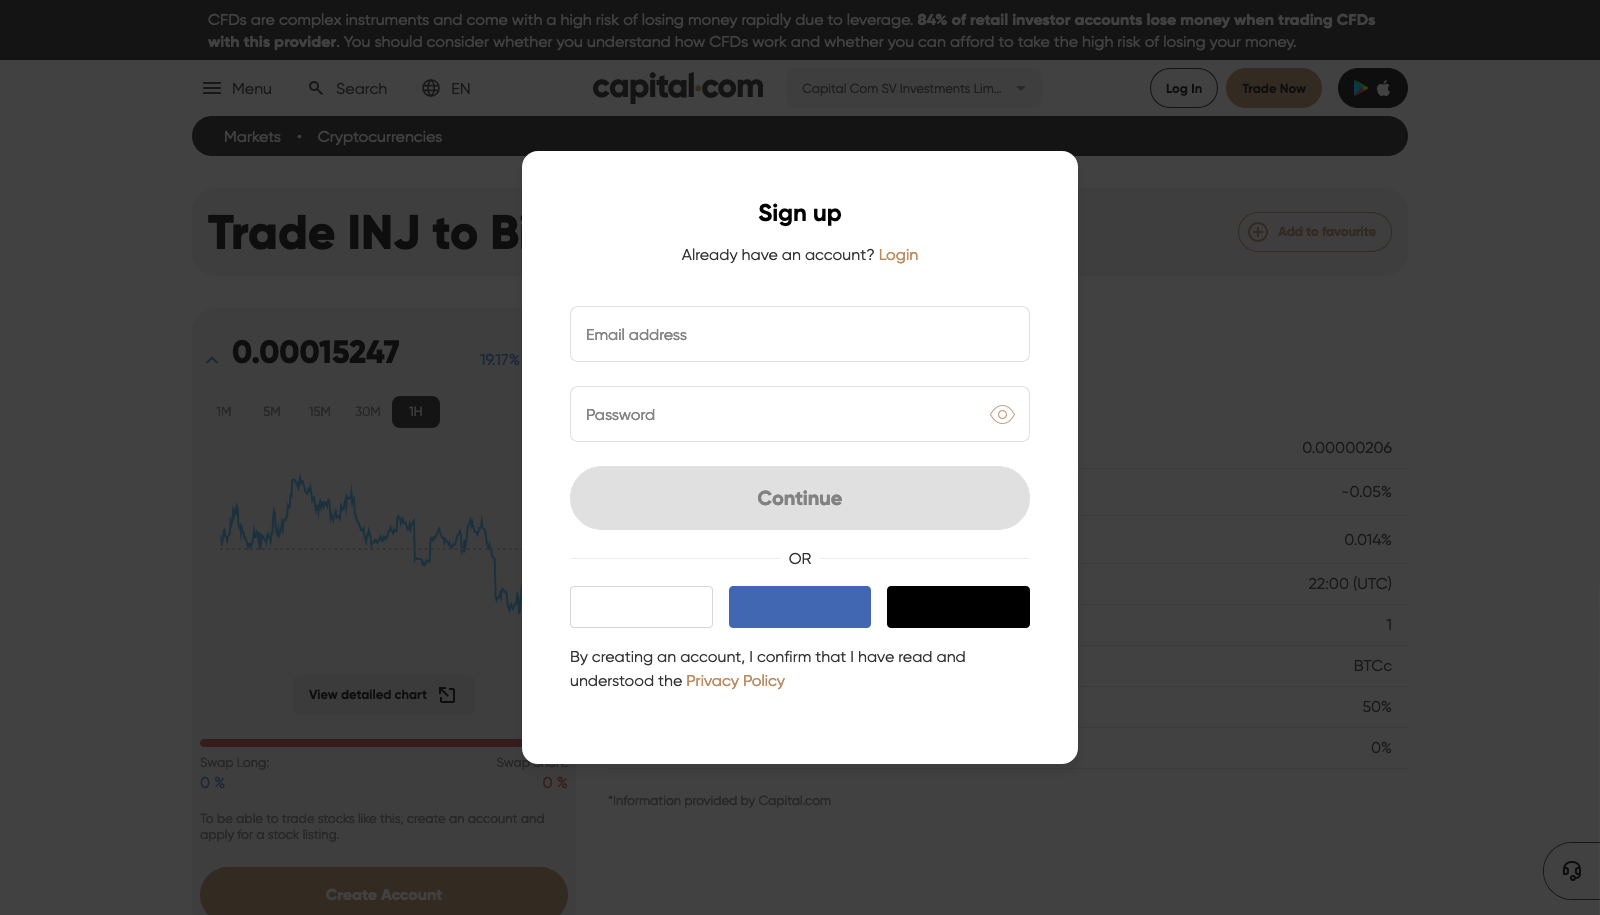 CFDs are complex instruments and come with a high risk of losing money rapidly due to leverage. 84% of retail investor accounts lose money when trading CFDs
with this provider. You should consider whether you understand how CFDs work and whether you can afford to take the high risk of losing your money.
Menu
Search
EN
capital.com
Capital Com SV Investments Lim...
Log In
Trade Now
Markets • Cryptocurrencies
Trade INJ to B
Add to favourite
Sign up
Already have an account? Login
Email address
Password
Continue
OR
By creating an account, I confirm that I have read and
understood the Privacy Policy
0.00015247
19.17%
1M 5M 15M 30M 1H
View detailed chart
Swap Long:
Swap
0 %
0 %
To be able to trade stocks like this, create an account and
apply for a stock listing.
Create Account
0.00000206
-0.05%
0.014%
22:00 (UTC)
1
BTCc
50%
0%
*Information provided by Capital.com